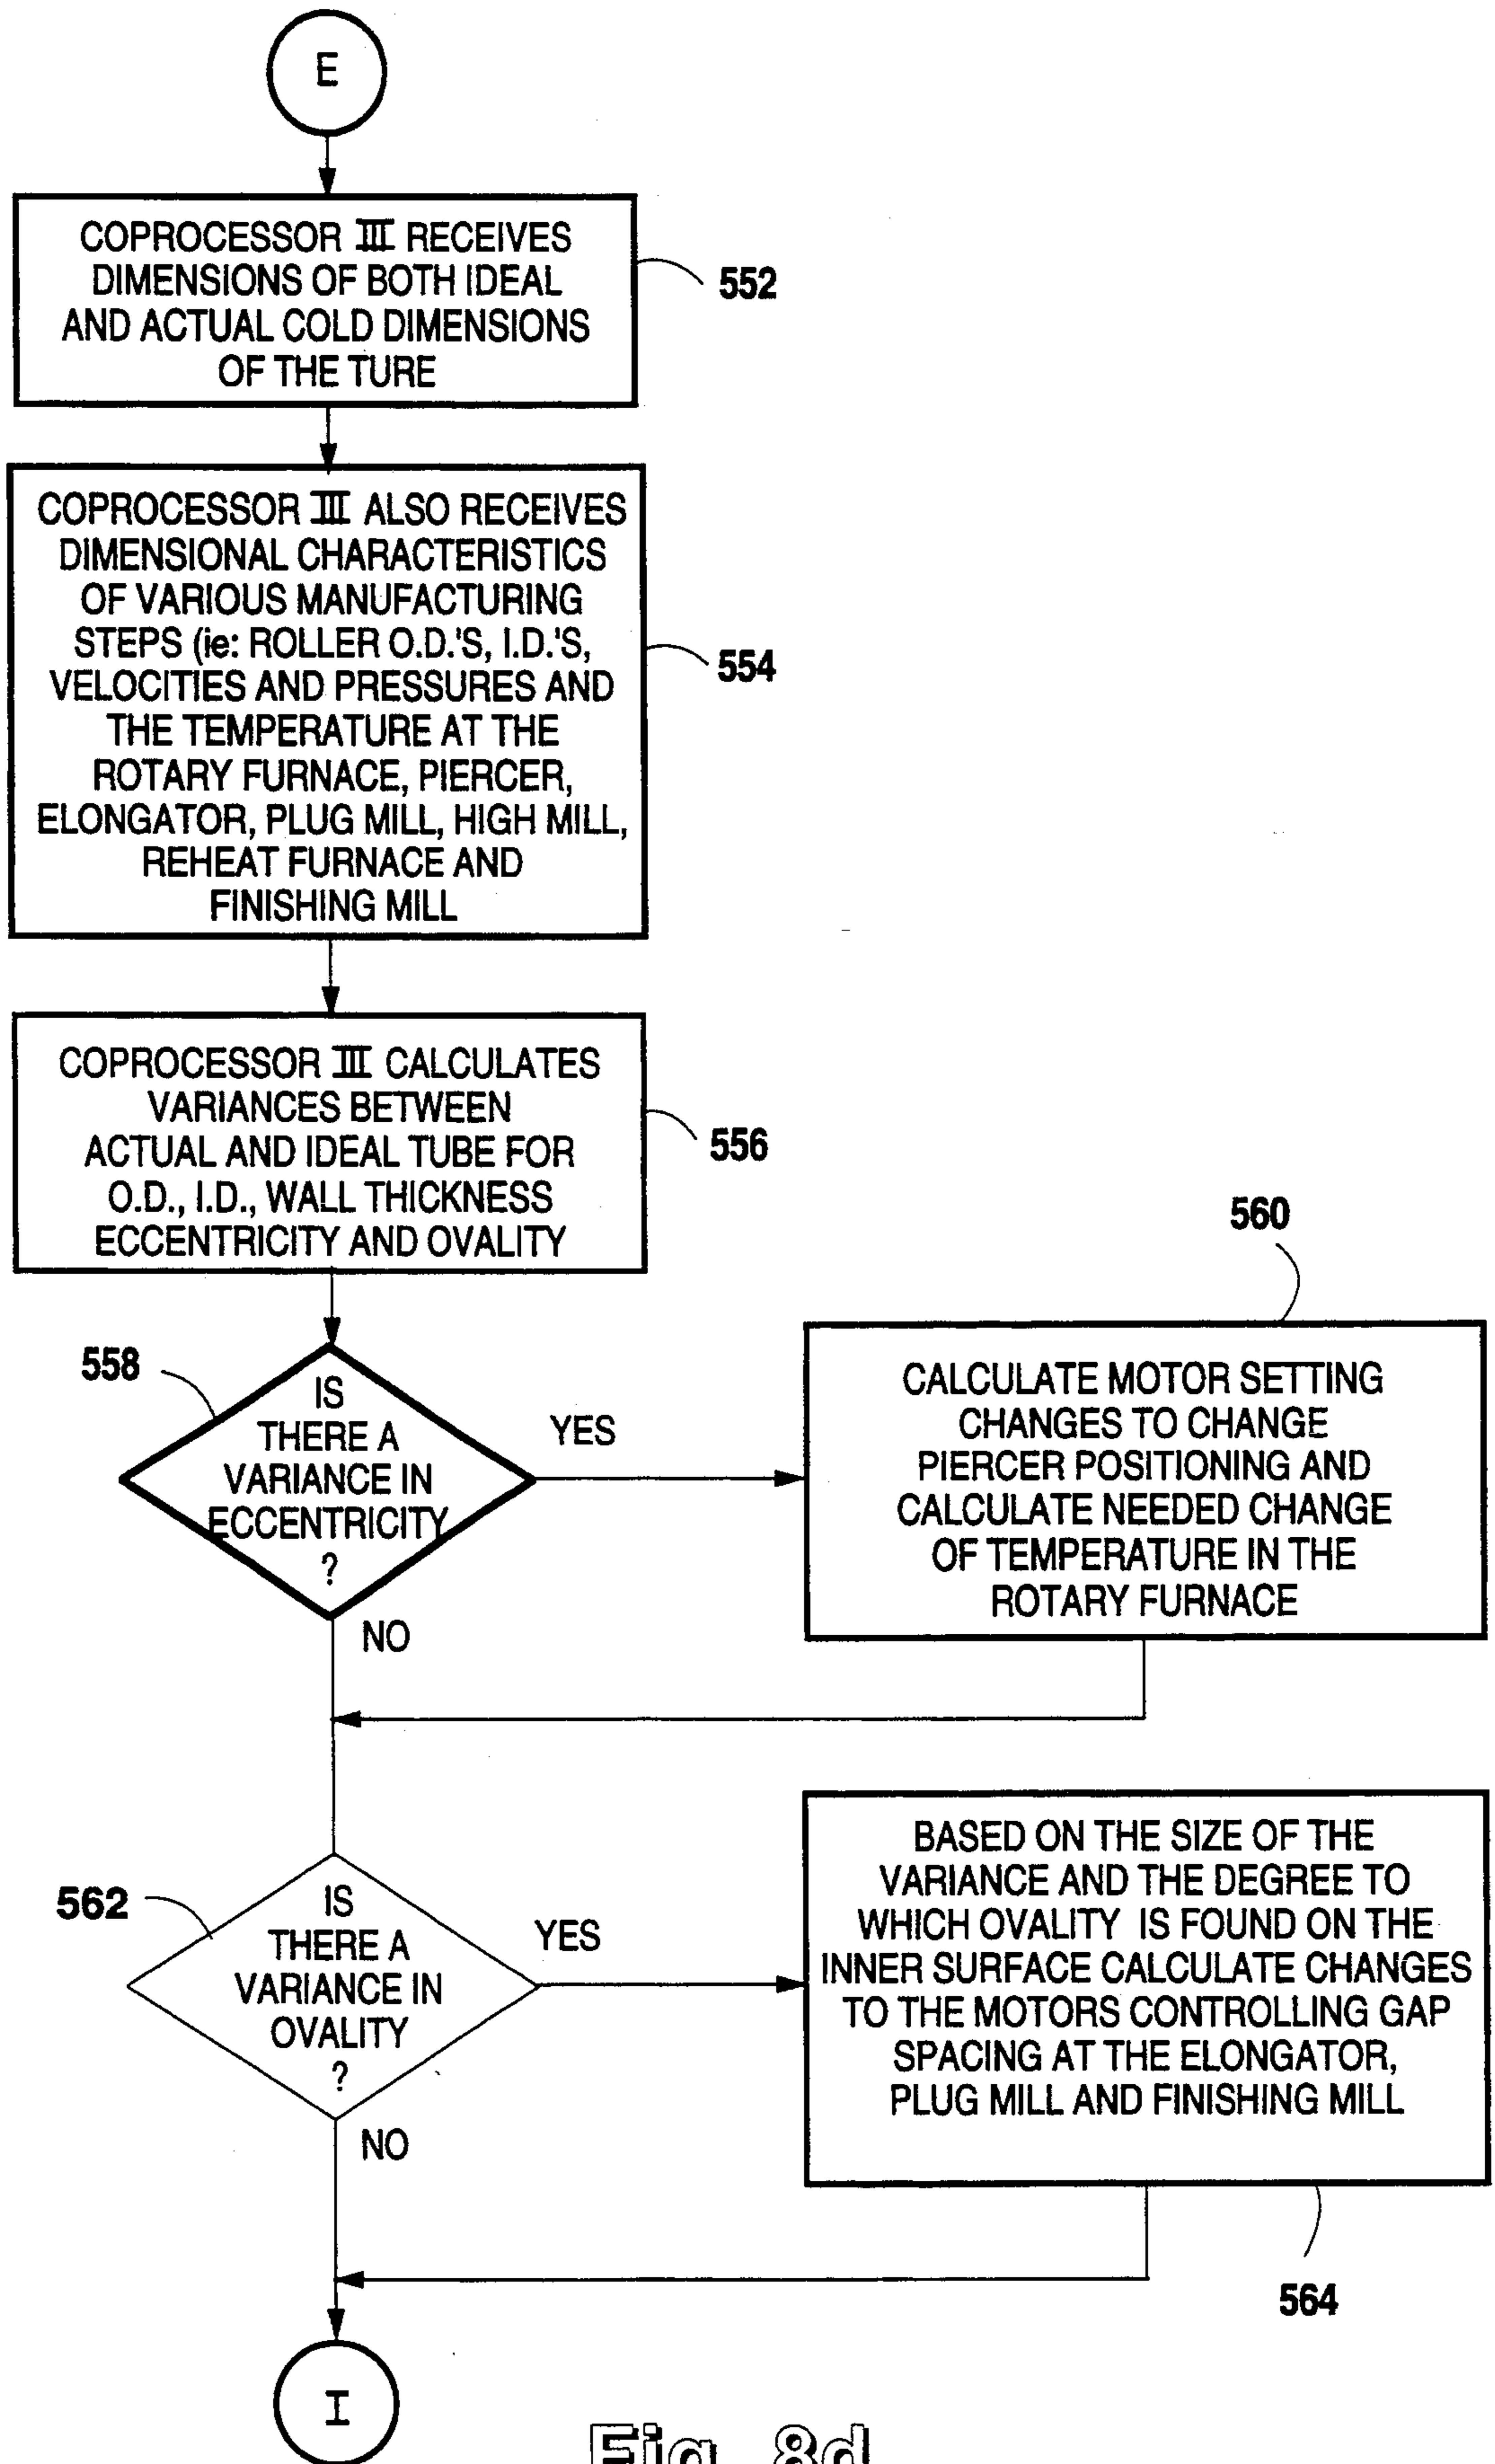 E
COPROCESSOR III RECEIVES
DIMENSIONS OF BOTH IDEAL
AND ACTUAL COLD DIMENSIONS
OF THE TURE
552
COPROCESSOR III ALSO RECEIVES
DIMENSIONAL CHARACTERISTICS
OF VARIOUS MANUFACTURING
STEPS (ie: ROLLER O.D.'S, I.D.'S,
VELOCITIES AND PRESSURES AND
THE TEMPERATURE AT THE
ROTARY FURNACE, PIERCER,
ELONGATOR, PLUG MILL, HIGH MILL,
REHEAT FURNACE AND
FINISHING MILL
554
COPROCESSOR III CALCULATES
VARIANCES BETWEEN
ACTUAL AND IDEAL TUBE FOR
O.D., I.D., WALL THICKNESS
ECCENTRICITY AND OVALITY
556
558
IS
THERE A
VARIANCE IN
ECCENTRICITY
?
YES
NO
560
CALCULATE MOTOR SETTING
CHANGES TO CHANGE
PIERCER POSITIONING AND
CALCULATE NEEDED CHANGE
OF TEMPERATURE IN THE
ROTARY FURNACE
562
IS
THERE A
VARIANCE IN
OVALITY
?
YES
NO
BASED ON THE SIZE OF THE
VARIANCE AND THE DEGREE TO
WHICH OVALITY IS FOUND ON THE
INNER SURFACE CALCULATE CHANGES
TO THE MOTORS CONTROLLING GAP
SPACING AT THE ELONGATOR,
PLUG MILL AND FINISHING MILL
564
I
Fig. 8d